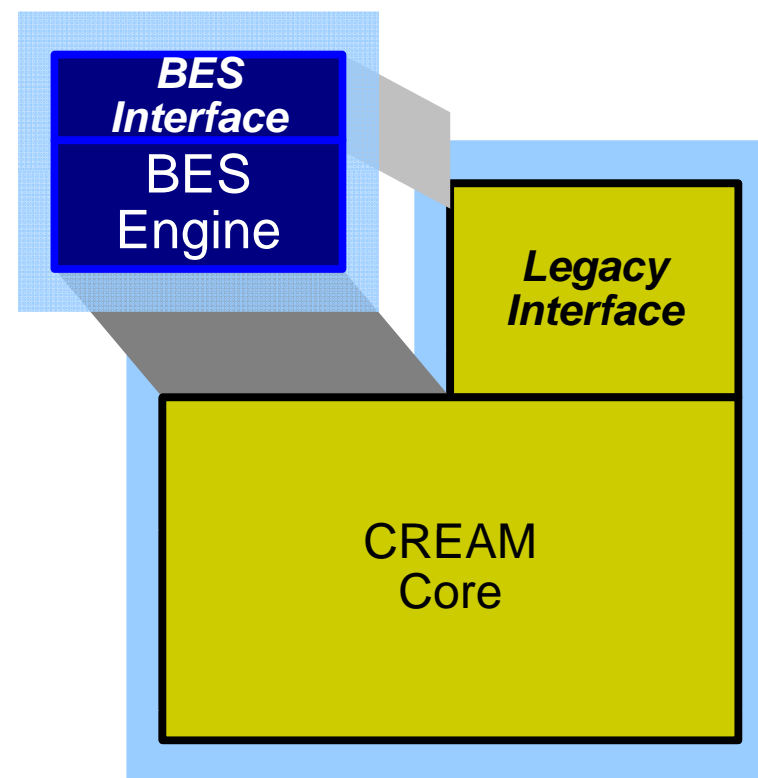 BES
Interface
BES
Engine
Legacy
Interface
CREAM
Core